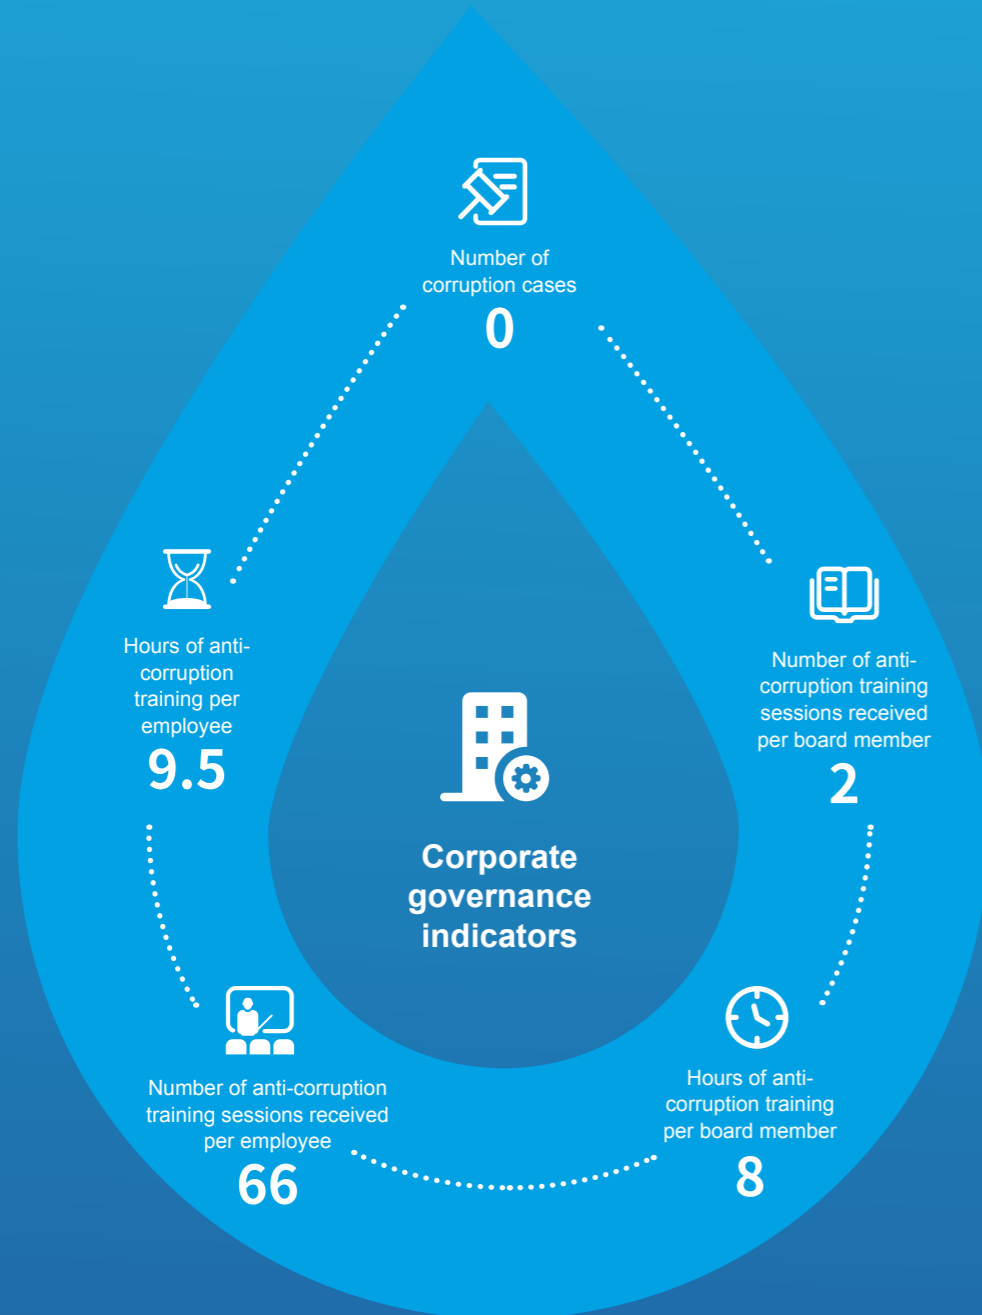 Number of
corruption cases
0
Hours of anti-
corruption
training per
employee
9.5
Number of anti-
corruption training
sessions received
per board member
2
Corporate
governance
indicators
Number of anti-corruption
training sessions received
per employee
66
Hours of anti-
corruption training
per board member
8